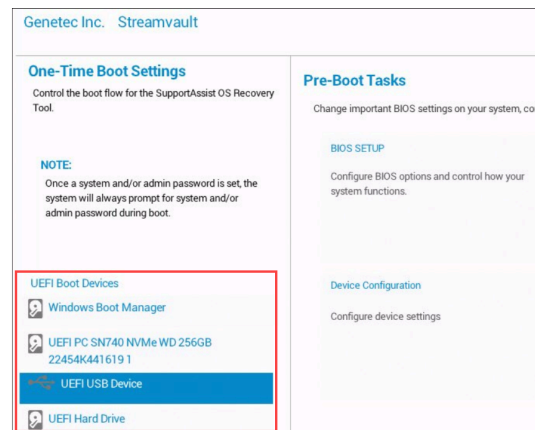 Genetec Inc. Streamvault
One-Time Boot Settings
Control the boot flow for the SupportAssist OS Recovery
Tool.
NOTE:
Once a system and/or admin password is set, the
system will always prompt for system and/or
admin password during boot.
UEFI Boot Devices
Windows Boot Manager
UEFI PC SN740 NVMe WD 256GB
22454K441619 1
UEFI USB Device
UEFI Hard Drive
Pre-Boot Tasks
Change important BIOS settings on your system, co
BIOS SETUP
Configure BIOS options and control how your
system functions.
Device Configuration
Configure device settings